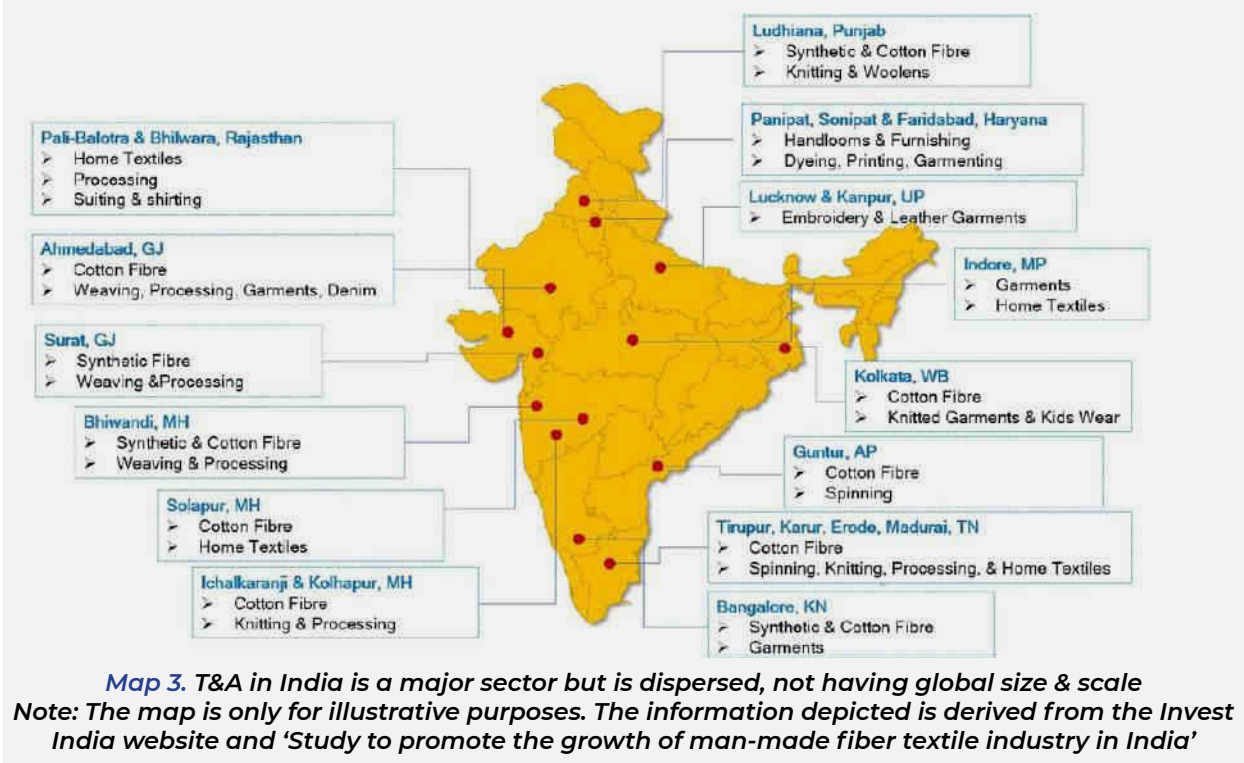 Ludhiana, Punjab
➢ Synthetic & Cotton Fibre
➢ Knitting & Woolens
Panipat, Sonipat & Faridabad, Haryana
➢ Handlooms & Furnishing
➢ Dyeing, Printing, Garmenting
Lucknow & Kanpur, UP
➢ Embroidery & Leather Garments
Indore, MP
➢ Garments
➢ Home Textiles
Kolkata, WB
➢ Cotton Fibre
➢ Knitted Garments & Kids Wear
Guntur, AP
➢ Cotton Fibre
➢ Spinning
Tirupur, Karur, Erode, Madurai, TN
➢ Cotton Fibre
➢ Spinning, Knitting, Processing, & Home Textiles
Bangalore, KN
➢ Synthetic & Cotton Fibre
➢ Garments
Pali-Balotra & Bhilwara, Rajasthan
➢ Home Textiles
➢ Processing
➢ Suiting & shirting
Ahmedabad, GJ
➢ Cotton Fibre
➢ Weaving, Processing, Garments, Denim
Surat, GJ
➢ Synthetic Fibre
➢ Weaving &Processing
Bhiwandi, MH
➢ Synthetic & Cotton Fibre
➢ Weaving & Processing
Solapur, MH
➢ Cotton Fibre
➢ Home Textiles
Ichalkaranji & Kolhapur, MH
➢ Cotton Fibre
➢ Knitting & Processing
Map 3. T&A in India is a major sector but is dispersed, not having global size & scale
Note: The map is only for illustrative purposes. The information depicted is derived from the Invest
India website and ‘Study to promote the growth of man-made fiber textile industry in India’